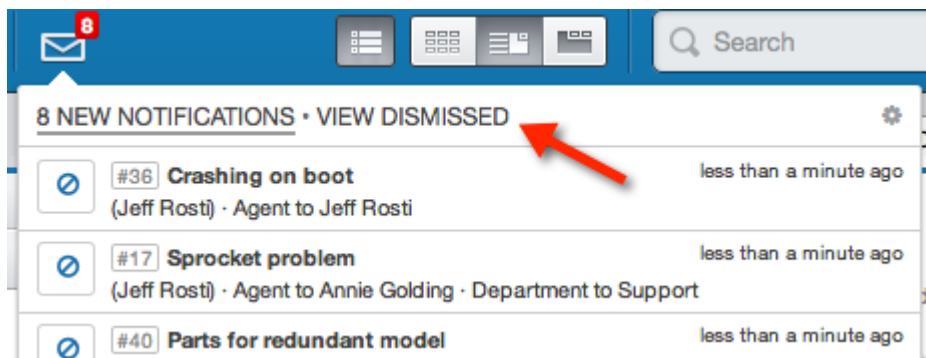 8
Search
8 NEW NOTIFICATIONS · VIEW DISMISSED
#36 Crashing on boot less than a minute ago
(Jeff Rosti) · Agent to Jeff Rosti
#17 Sprocket problem less than a minute ago
(Jeff Rosti) · Agent to Annie Golding · Department to Support
#40 Parts for redundant model less than a minute ago